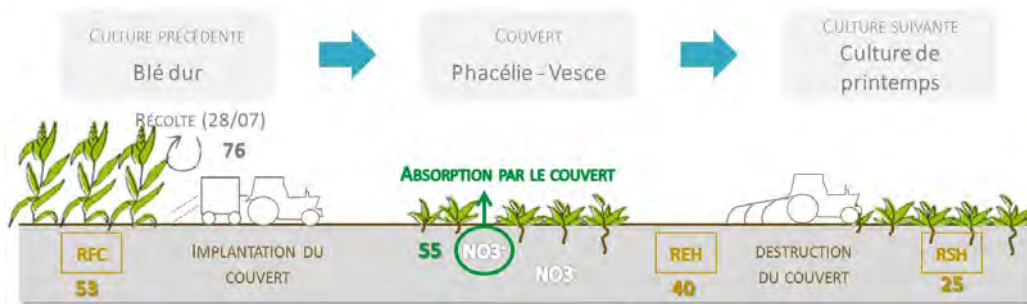 CULTURE PRÉCÉDENTE
Blé dur
COUVERT
Phacélie - Vesce
CULTURE SUIVANTE
Culture de
printemps
RÉCOLTE (28/07)
76
ABSORPTION PAR LE COUVERT
RFC
53
IMPLANTATION DU
COUVERT
55
NO3-
NO3-
REH
40
DESTRUCTION
DU COUVERT
RSH
25